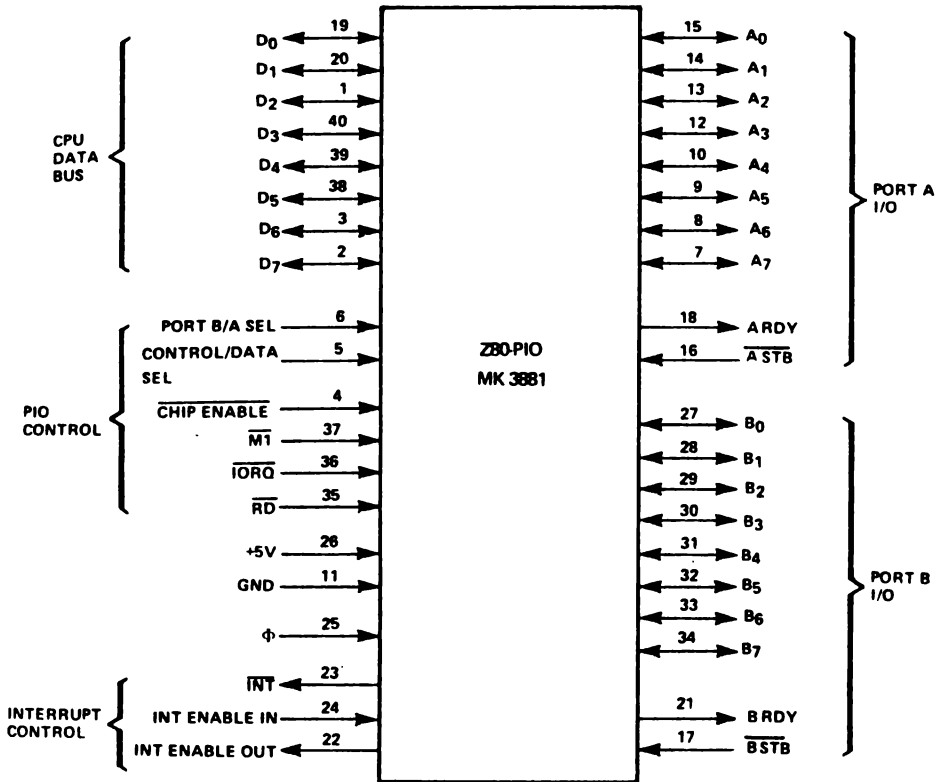 CPU
DATA
BUS
D0 19
D1 20
D2 1
D3 40
D4 39
D5 38
D6 3
D7 2
PIO
CONTROL
PORT B/A SEL 6
CONTROL/DATA 5
SEL
CHIP ENABLE 4
M1 37
IORQ 36
RD 35
+5V 26
GND 11
Φ 25
INTERRUPT
CONTROL
INT 23
INT ENABLE IN 24
INT ENABLE OUT 22
Z80-PIO
MK 3881
15 A0
14 A1
13 A2
12 A3
10 A4
9 A5
8 A6
7 A7
18 ARDY
16 A STB
PORT A
I/O
27 B0
28 B1
29 B2
30 B3
31 B4
32 B5
33 B6
34 B7
21 BRDY
17 BSTB
PORT B
I/O